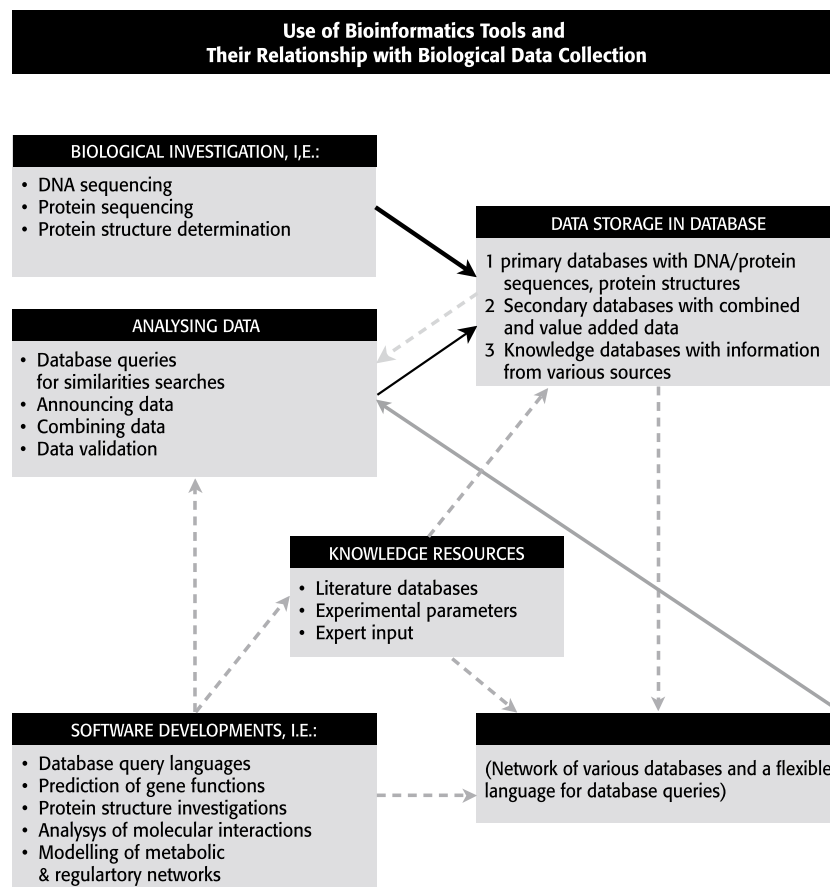 Use of Bioinformatics Tools and
Their Relationship with Biological Data Collection
BIOLOGICAL INVESTIGATION, I,E.:
• DNA sequencing
• Protein sequencing
• Protein structure determination
DATA STORAGE IN DATABASE
1 primary databases with DNA/protein
sequences, protein structures
2 Secondary databases with combined
and value added data
3 Knowledge databases with information
from various sources
ANALYSING DATA
• Database queries
for similarities searches
• Announcing data
• Combining data
• Data validation
KNOWLEDGE RESOURCES
• Literature databases
• Experimental parameters
• Expert input
SOFTWARE DEVELOPMENTS, I.E.:
• Database query languages
• Prediction of gene functions
• Protein structure investigations
• Analysys of molecular interactions
• Modelling of metabolic
& regulartory networks
(Network of various databases and a flexible
language for database queries)